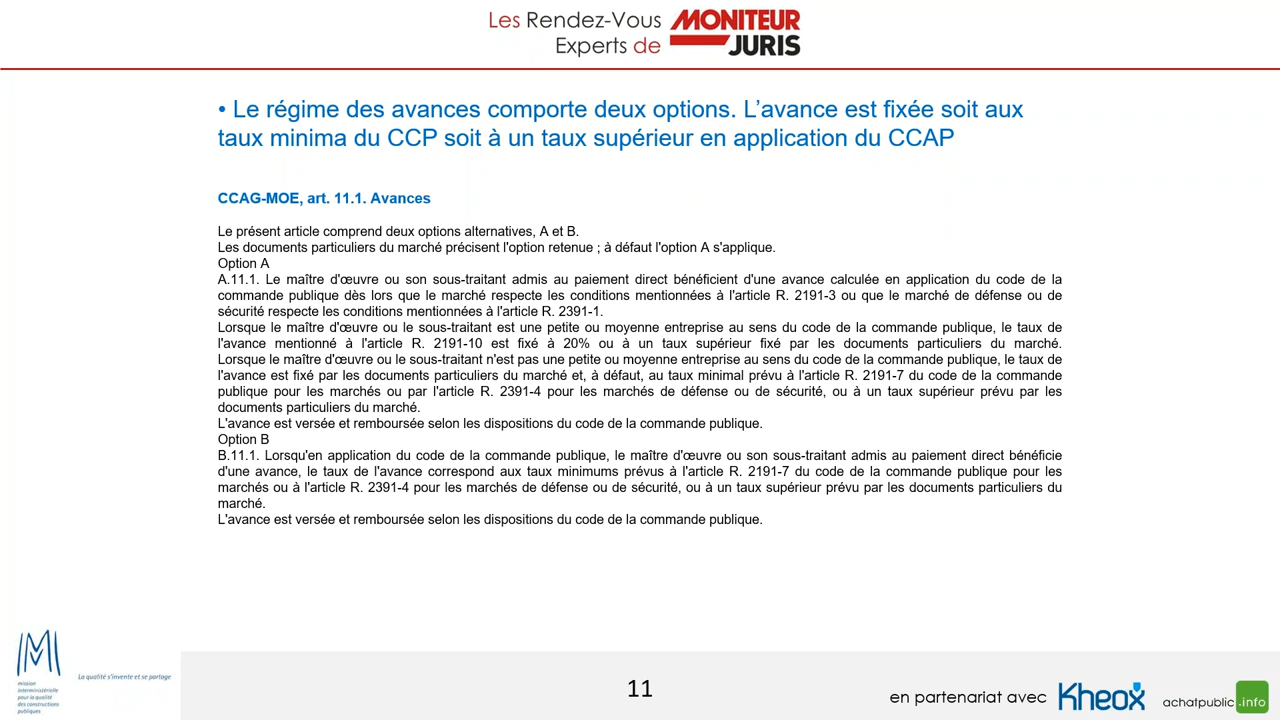 Les Rendez-Vous
Experts de
MONITEUR
JURIS
• Le régime des avances comporte deux options. L’avance est fixée soit aux
taux minima du CCP soit à un taux supérieur en application du CCAP
CCAG-MOE, art. 11.1. Avances
Le présent article comprend deux options alternatives, A et B.
Les documents particuliers du marché précisent l'option retenue ; à défaut l'option A s'applique.
Option A
A.11.1. Le maître d'œuvre ou son sous-traitant admis au paiement direct bénéficient d'une avance calculée en application du code de la
commande publique dès lors que le marché respecte les conditions mentionnées à l'article R. 2191-3 ou que le marché de défense ou de
sécurité respecte les conditions mentionnées à l'article R. 2391-1.
Lorsque le maître d'œuvre ou le sous-traitant est une petite ou moyenne entreprise au sens du code de la commande publique, le taux de
l'avance mentionné à l'article R. 2191-10 est fixé à 20% ou à un taux supérieur fixé par les documents particuliers du marché.
Lorsque le maître d'œuvre ou le sous-traitant n'est pas une petite ou moyenne entreprise au sens du code de la commande publique, le taux de
l'avance est fixé par les documents particuliers du marché et, à défaut, au taux minimal prévu à l'article R. 2191-7 du code de la commande
publique pour les marchés ou par l'article R. 2391-4 pour les marchés de défense ou de sécurité, ou à un taux supérieur prévu par les
documents particuliers du marché.
L'avance est versée et remboursée selon les dispositions du code de la commande publique.
Option B
B.11.1. Lorsqu'en application du code de la commande publique, le maître d'œuvre ou son sous-traitant admis au paiement direct bénéficie
d'une avance, le taux de l'avance correspond aux taux minimums prévus à l'article R. 2191-7 du code de la commande publique pour les
marchés ou à l'article R. 2391-4 pour les marchés de défense ou de sécurité, ou à un taux supérieur prévu par les documents particuliers du
marché.
L'avance est versée et remboursée selon les dispositions du code de la commande publique.
mission
interministérielle
pour la qualité
des constructions
publiques
La qualité s'invente et se partage
11
en partenariat avec
Kheox
achatpublic.info